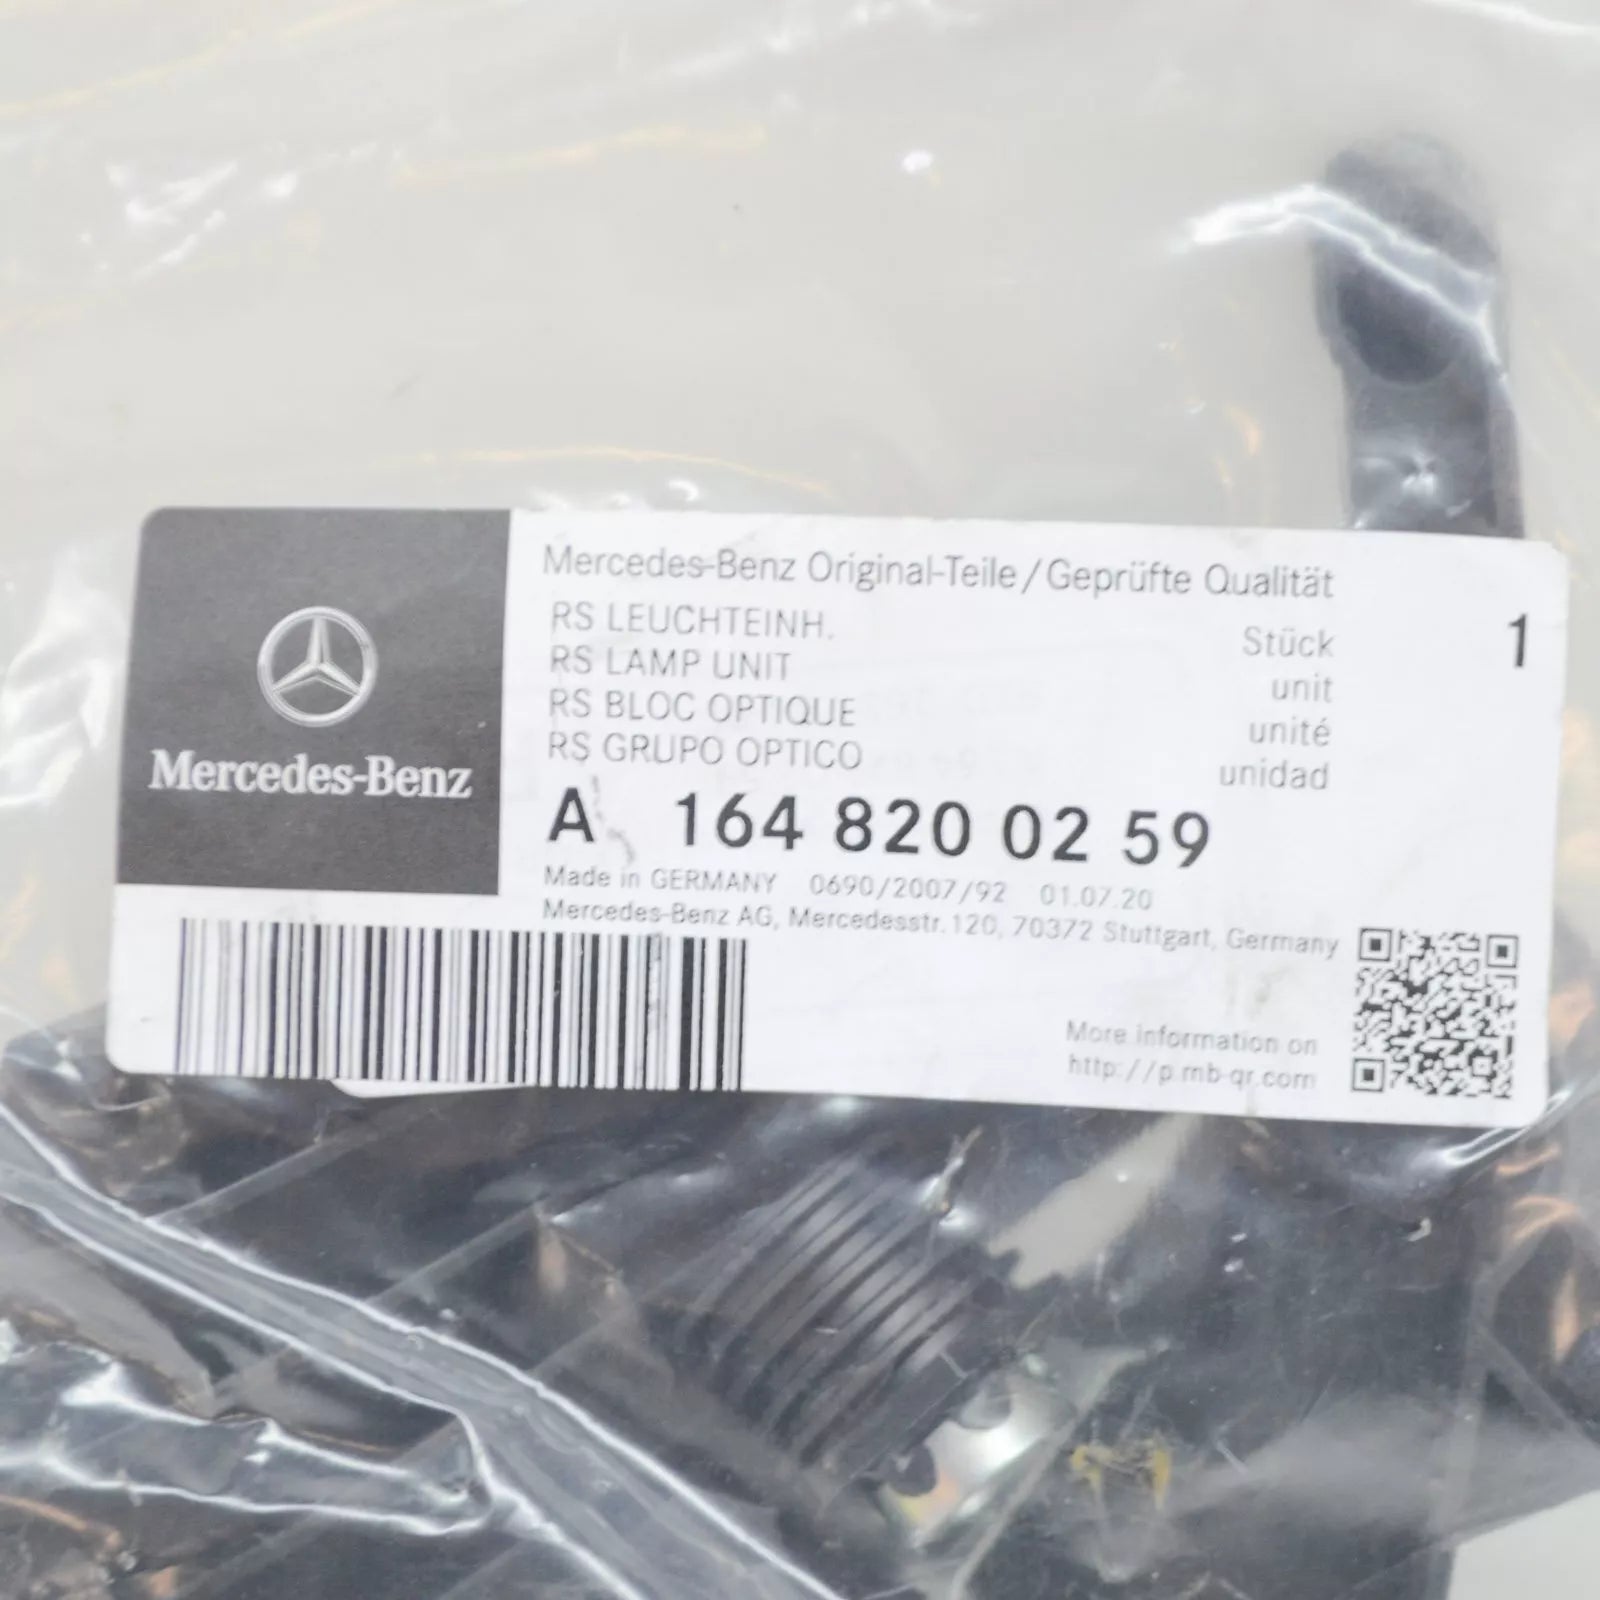 Mercedes-Benz
Mercedes-Benz Original-Teile/Geprüfte Qualität
RS LEUCHTEINH.
RS LAMP UNIT
RS BLOC OPTIQUE
RS GRUPO OPTICO
Stück
unit
unité
unidad
1
A 164 820 02 59
Made in GERMANY 0690/2007/92 01.07.20
Mercedes-Benz AG, Mercedesstr.120, 70372 Stuttgart, Germany
More information on
http://p.mb-qr.com